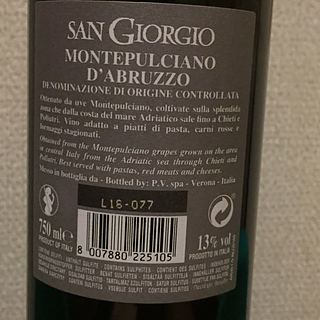 SAN GIORGIO
MONTEPULCIANO
D'ABRUZZO
DENOMINAZIONE DI ORIGINE CONTROLLATA
Ottenuto da uve Montepulciano, coltivate sulla splendida
zona che dalla costa del mare Adriatico sale fino a Chieti e
Pollutri. Vino adatto a piatti di pasta, carni rosse e
formaggi stagionati.
Obtained from the Montepulciano grapes grown on the area
of central Italy from the Adriatic sea through Chieti and
Pollutri. Best served with pastas, red meats and cheeses.
Messo in bottiglia da - Bottled by: P.V. spa - Verona - Italia
L16-077
750 ml e
PRODUCT OF ITALY
8 007880 225105
13% vol
PRODOTTO IN ITALIA
CONTAINS SULPHITES